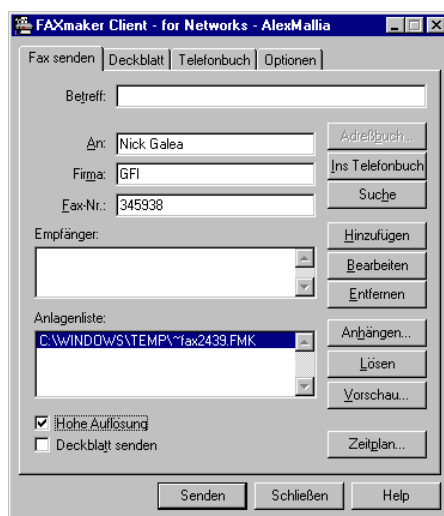 FAXmaker Client - for Networks - AlexMallia
Fax senden Deckblatt Telefonbuch Optionen
Betreff:
Adreßbuch...
An: Nick Galea
Ins Telefonbuch
Firma: GFI
Suche
Fax-Nr.: 345938
Empfänger:
Hinzufügen
Bearbeiten
Entfernen
Anlagenliste:
Anhängen...
C:\WINDOWS\TEMP\~fax2439.FMK
Lösen
Vorschau...
Hohe Auflösung
Deckblatt senden
Zeitplan...
Senden Schließen Help